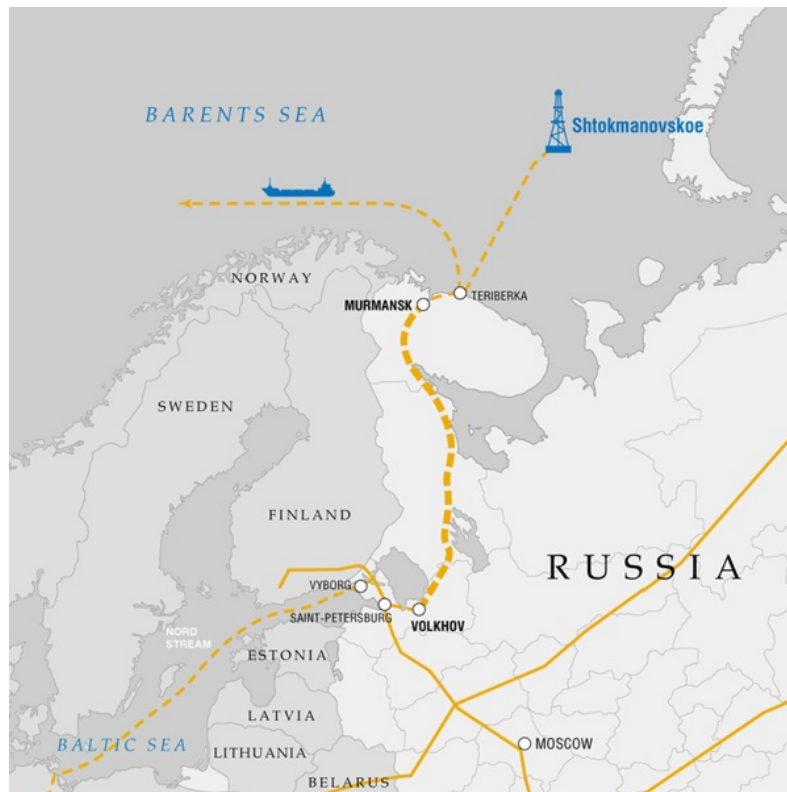 BARENTS SEA
Shtokmanovskoe
NORWAY
MURMANSK
TERIBERKA
SWEDEN
FINLAND
RUSSIA
VYBORG
SAINT-PETERSBURG
VOLKHOV
NORD
STREAM
ESTONIA
LATVIA
BALTIC SEA
LITHUANIA
MOSCOW
BELARUS